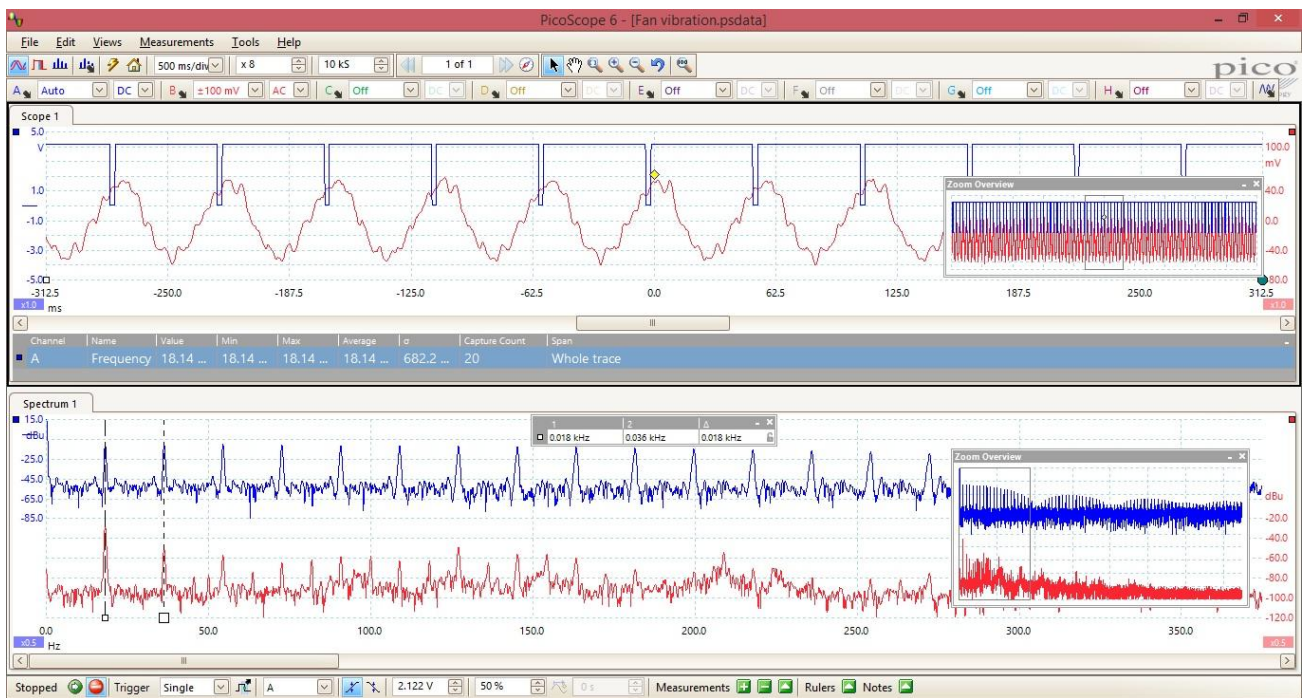 PicoScope 6 - [Fan vibration.psdata]
File Edit Views Measurements Tools Help
500 ms/div x 8 10 kS 1 of 1
pico
A Auto DC B ±100 mV AC C Off DC D Off DC E Off DC F Off DC G Off DC H Off DC
Scope 1
5.0
V
1.0
-1.0
-3.0
-5.0
100.0
mV
40.0
0.0
-40.0
-80.0
Zoom Overview
-312.5 -250.0 -187.5 -125.0 -62.5 0.0 62.5 125.0 187.5 250.0 312.5
x1.0 ms x1.0
Channel Name Value Min Max Average σ Capture Count Span
A Frequency 18.14 ... 18.14 ... 18.14 ... 18.14 ... 682.2 ... 20 Whole trace
Spectrum 1
15.0
dBu
-25.0
-45.0
-65.0
-85.0
1 2 Δ
0.018 kHz 0.036 kHz 0.018 kHz
Zoom Overview
dBu
-20.0
-40.0
-60.0
-80.0
-100.0
-120.0
0.0 50.0 100.0 150.0 200.0 250.0 300.0 350.0
x0.5 Hz x0.5
Stopped Trigger Single A 2.122 V 50 % 0 s Measurements Rulers Notes